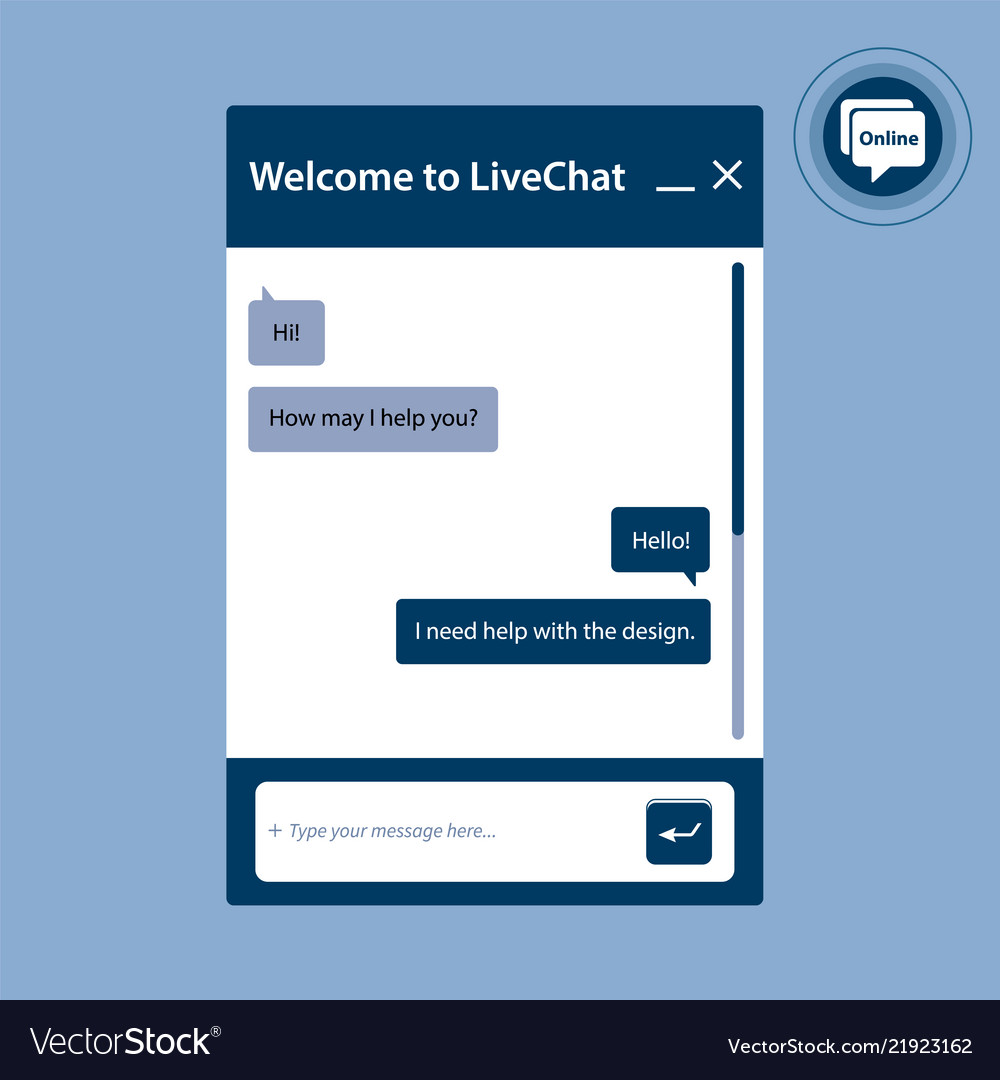 Online
Welcome to LiveChat
Hi!
How may I help you?
Hello!
I need help with the design.
+ Type your message here...
VectorStock®
VectorStock.com/21923162